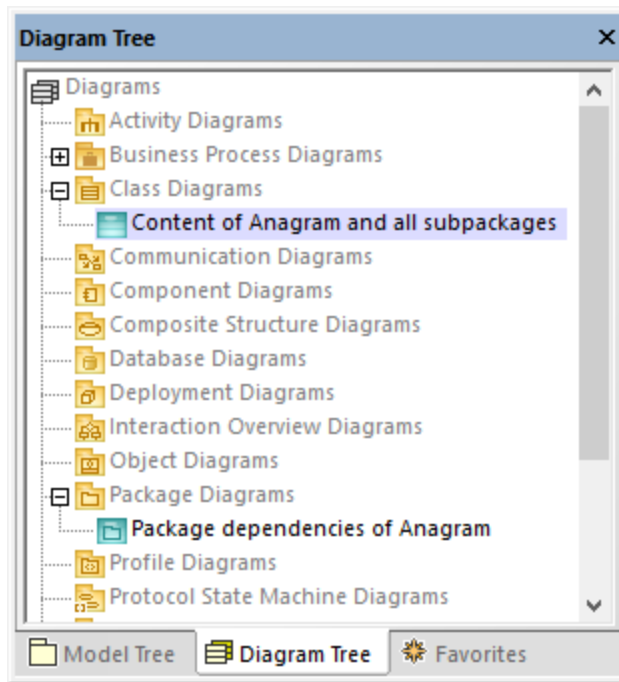 Diagram Tree
Diagrams
Activity Diagrams
Business Process Diagrams
Class Diagrams
Content of Anagram and all subpackages
Communication Diagrams
Component Diagrams
Composite Structure Diagrams
Database Diagrams
Deployment Diagrams
Interaction Overview Diagrams
Object Diagrams
Package Diagrams
Package dependencies of Anagram
Profile Diagrams
Protocol State Machine Diagrams
Model Tree Diagram Tree Favorites